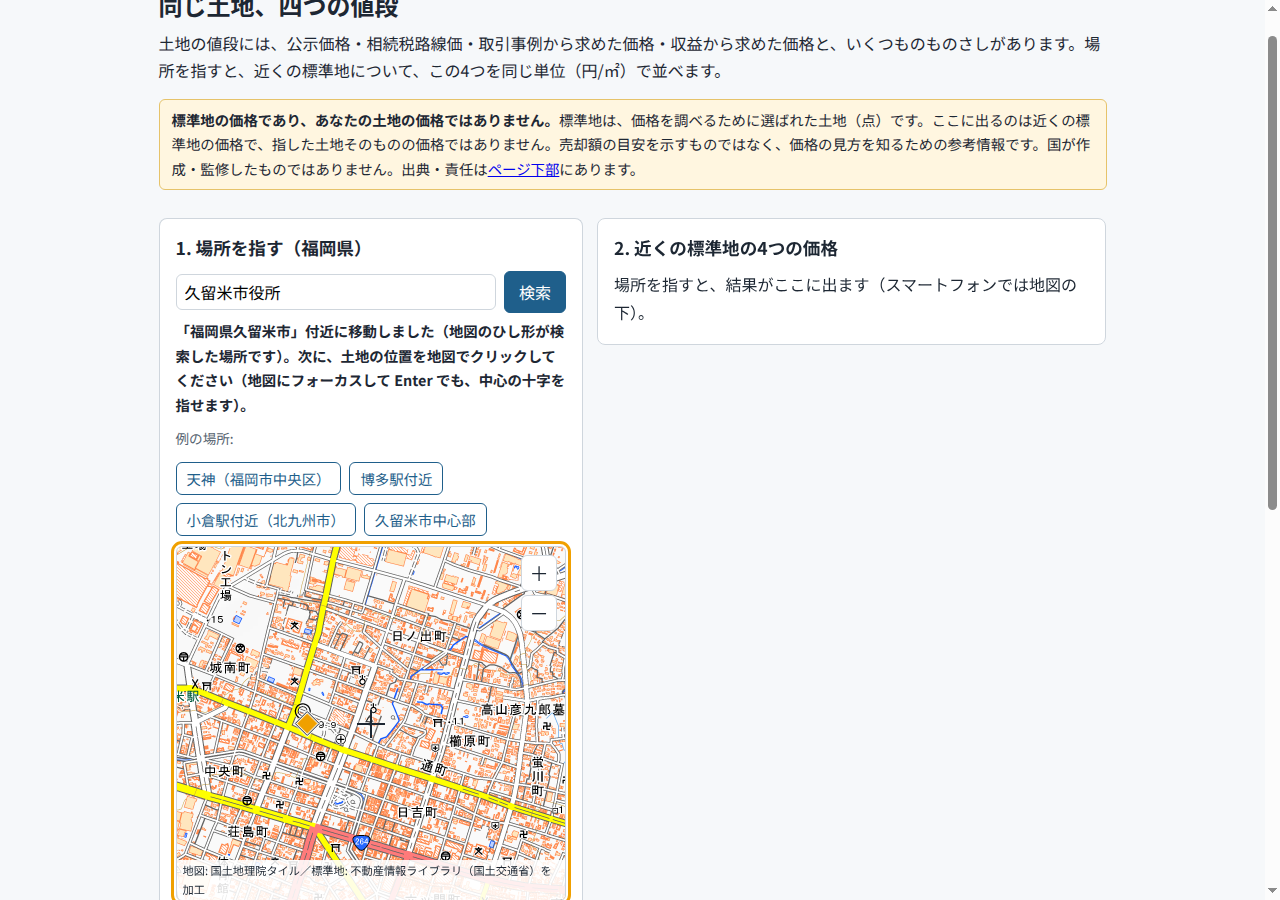 同じ土地、四つの値段
土地の値段には、公示価格・相続税路線価・取引事例から求めた価格・収益から求めた価格と、いくつものものさしがあります。場
所を指すと、近くの標準地について、この4つを同じ単位（円/㎡）で並べます。
標準地の価格であり、あなたの土地の価格ではありません。標準地は、価格を調べるために選ばれた土地（点）です。ここに出るのは近くの標
準地の価格で、指した土地そのものの価格ではありません。売却額の目安を示すものではなく、価格の見方を知るための参考情報です。国が作
成・監修したものではありません。出典・責任はページ下部にあります。
1. 場所を指す（福岡県）
久留米市役所
検索
「福岡県久留米市」付近に移動しました（地図のひし形が検
索した場所です）。次に、土地の位置を地図でクリックして
ください（地図にフォーカスして Enter でも、中心の十字を
指せます）。
例の場所:
天神（福岡市中央区）
博多駅付近
小倉駅付近（北九州市）
久留米市中心部
トン工場
15
日ノ出町
城南町
米駅
高山彦九郎墓
9.9
11
櫛原町
蛍川町
中央町
通町
日吉町
荘島町
264
＋
－
地図: 国土地理院タイル／標準地: 不動産情報ライブラリ（国土交通省）を
加工
2. 近くの標準地の4つの価格
場所を指すと、結果がここに出ます（スマートフォンでは地図の
下）。